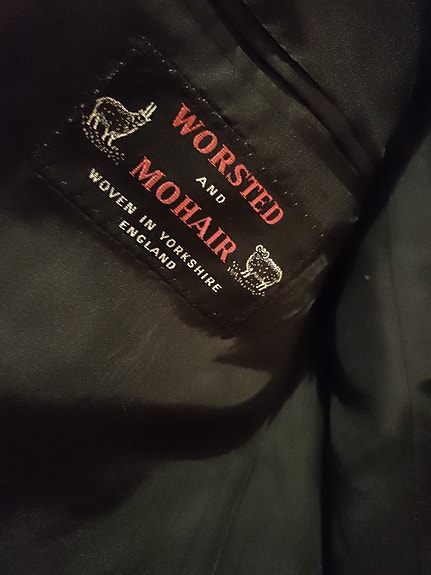 WORSTED
AND
MOHAIR
WOVEN IN YORKSHIRE
ENGLAND